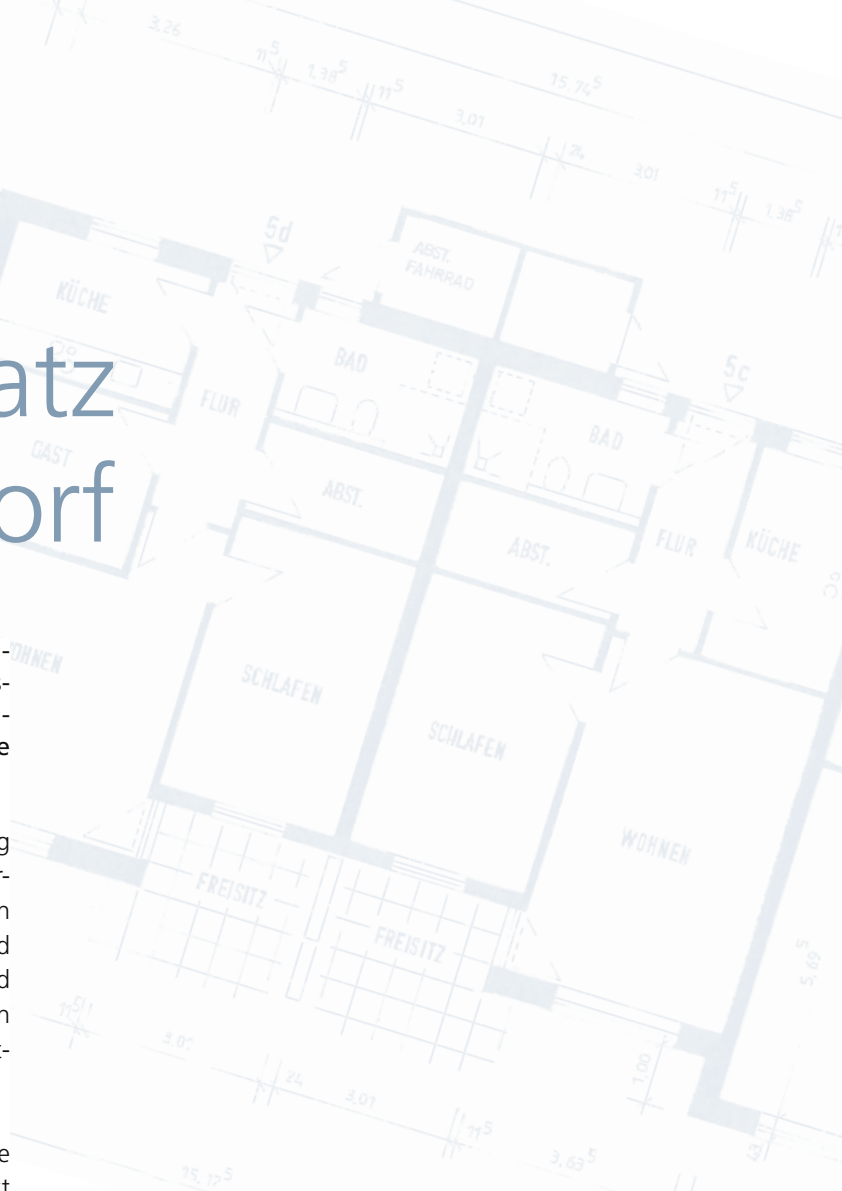 3,26
11⁵
1,38⁵
11⁵
15,74⁵
3,01
24
3,01
11⁵
1,38⁵
5d
ABST.
FAHRRAD
KÜCHE
atz
BAD
5c
FLUR
BAD
GAST
orf
ABST.
ABST.
FLUR
KÜCHE
-
-
-
e
OHNEN
SCHLAFEN
SCHLAFEN
WOHNEN
g
r-
n
d
d
n
t-
FREISITZ
FREISITZ
5,69⁵
11⁵
3,01
24
3,01
11⁵
1,00
3,63⁵
e
t
15,12⁵